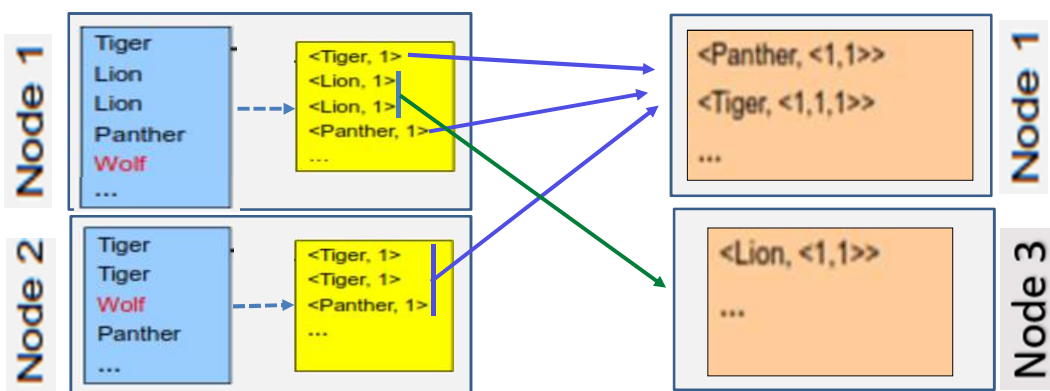 Node 1
Tiger
Lion
Lion
Panther
Wolf
...
<Tiger, 1>
<Lion, 1>
<Lion, 1>
<Panther, 1>
...
<Panther, <1,1>>
<Tiger, <1,1,1>>
...
Node 1
Node 2
Tiger
Tiger
Wolf
Panther
...
<Tiger, 1>
<Tiger, 1>
<Panther, 1>
...
<Lion, <1,1>>
...
Node 3